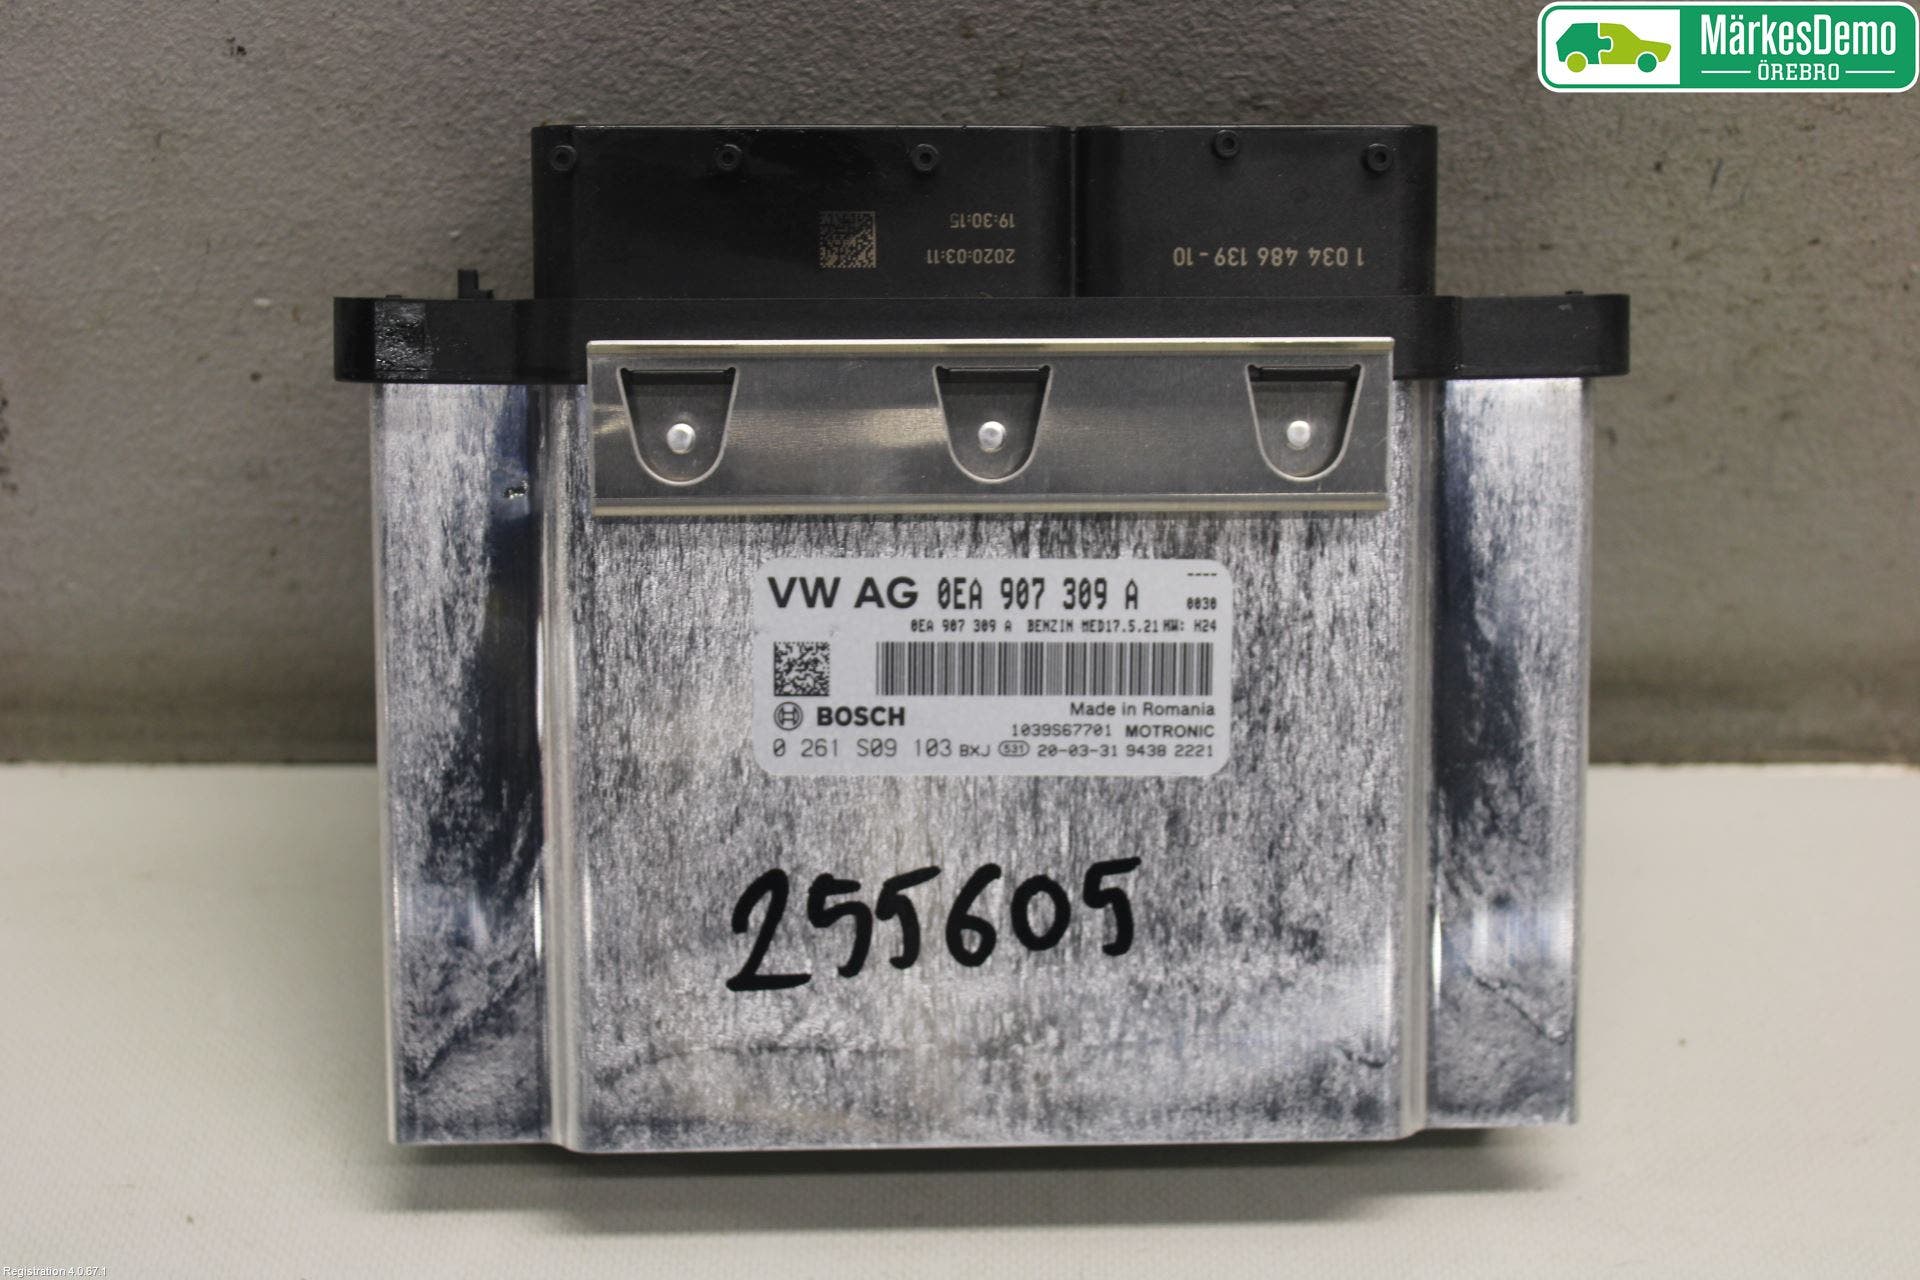 MärkesDemo
ÖREBRO
19:30:15
2020:03:11
1 034 486 139-10
VW AG 0EA 907 309 A
----
0030
0EA 907 309 A BENZIN MED17.5.21 HW: H24
BOSCH
Made in Romania
1039S67701 MOTRONIC
0 261 S09 103 BXJ 531 20-03-31 9438 2221
255605
Registration 4.0.87.1